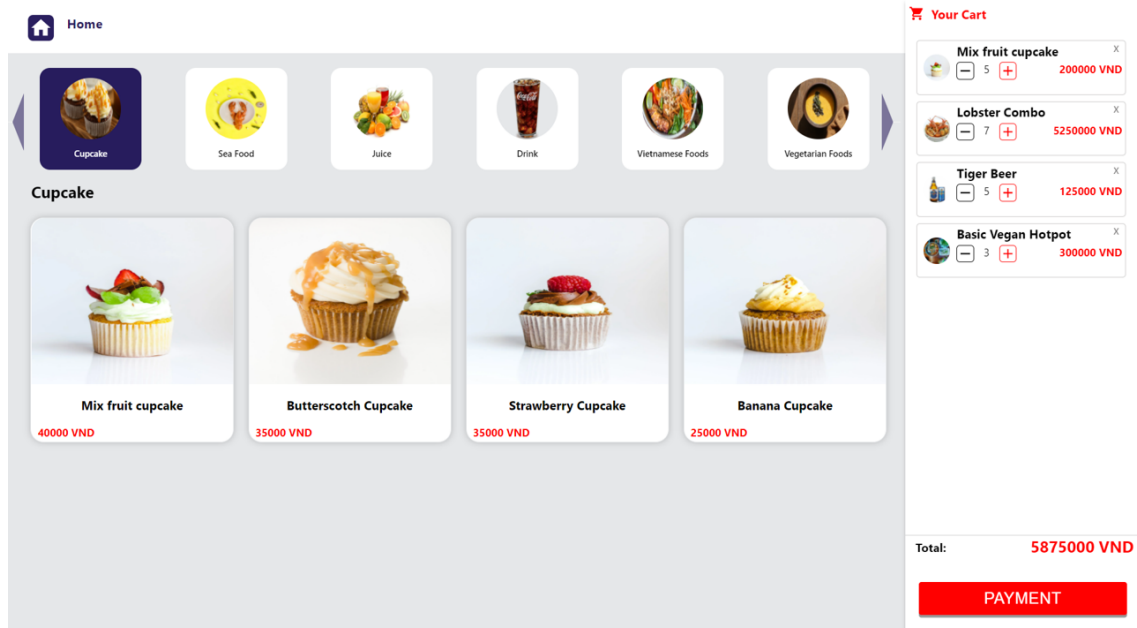 Home
Cupcake
Sea Food
Juice
Coca-Cola
Drink
Vietnamese Foods
Vegetarian Foods
Cupcake
Mix fruit cupcake
40000 VND
Butterscotch Cupcake
35000 VND
Strawberry Cupcake
35000 VND
Banana Cupcake
25000 VND
Your Cart
Mix fruit cupcake X
5 200000 VND
Lobster Combo X
7 5250000 VND
Tiger Beer X
5 125000 VND
Basic Vegan Hotpot X
3 300000 VND
Total: 5875000 VND
PAYMENT